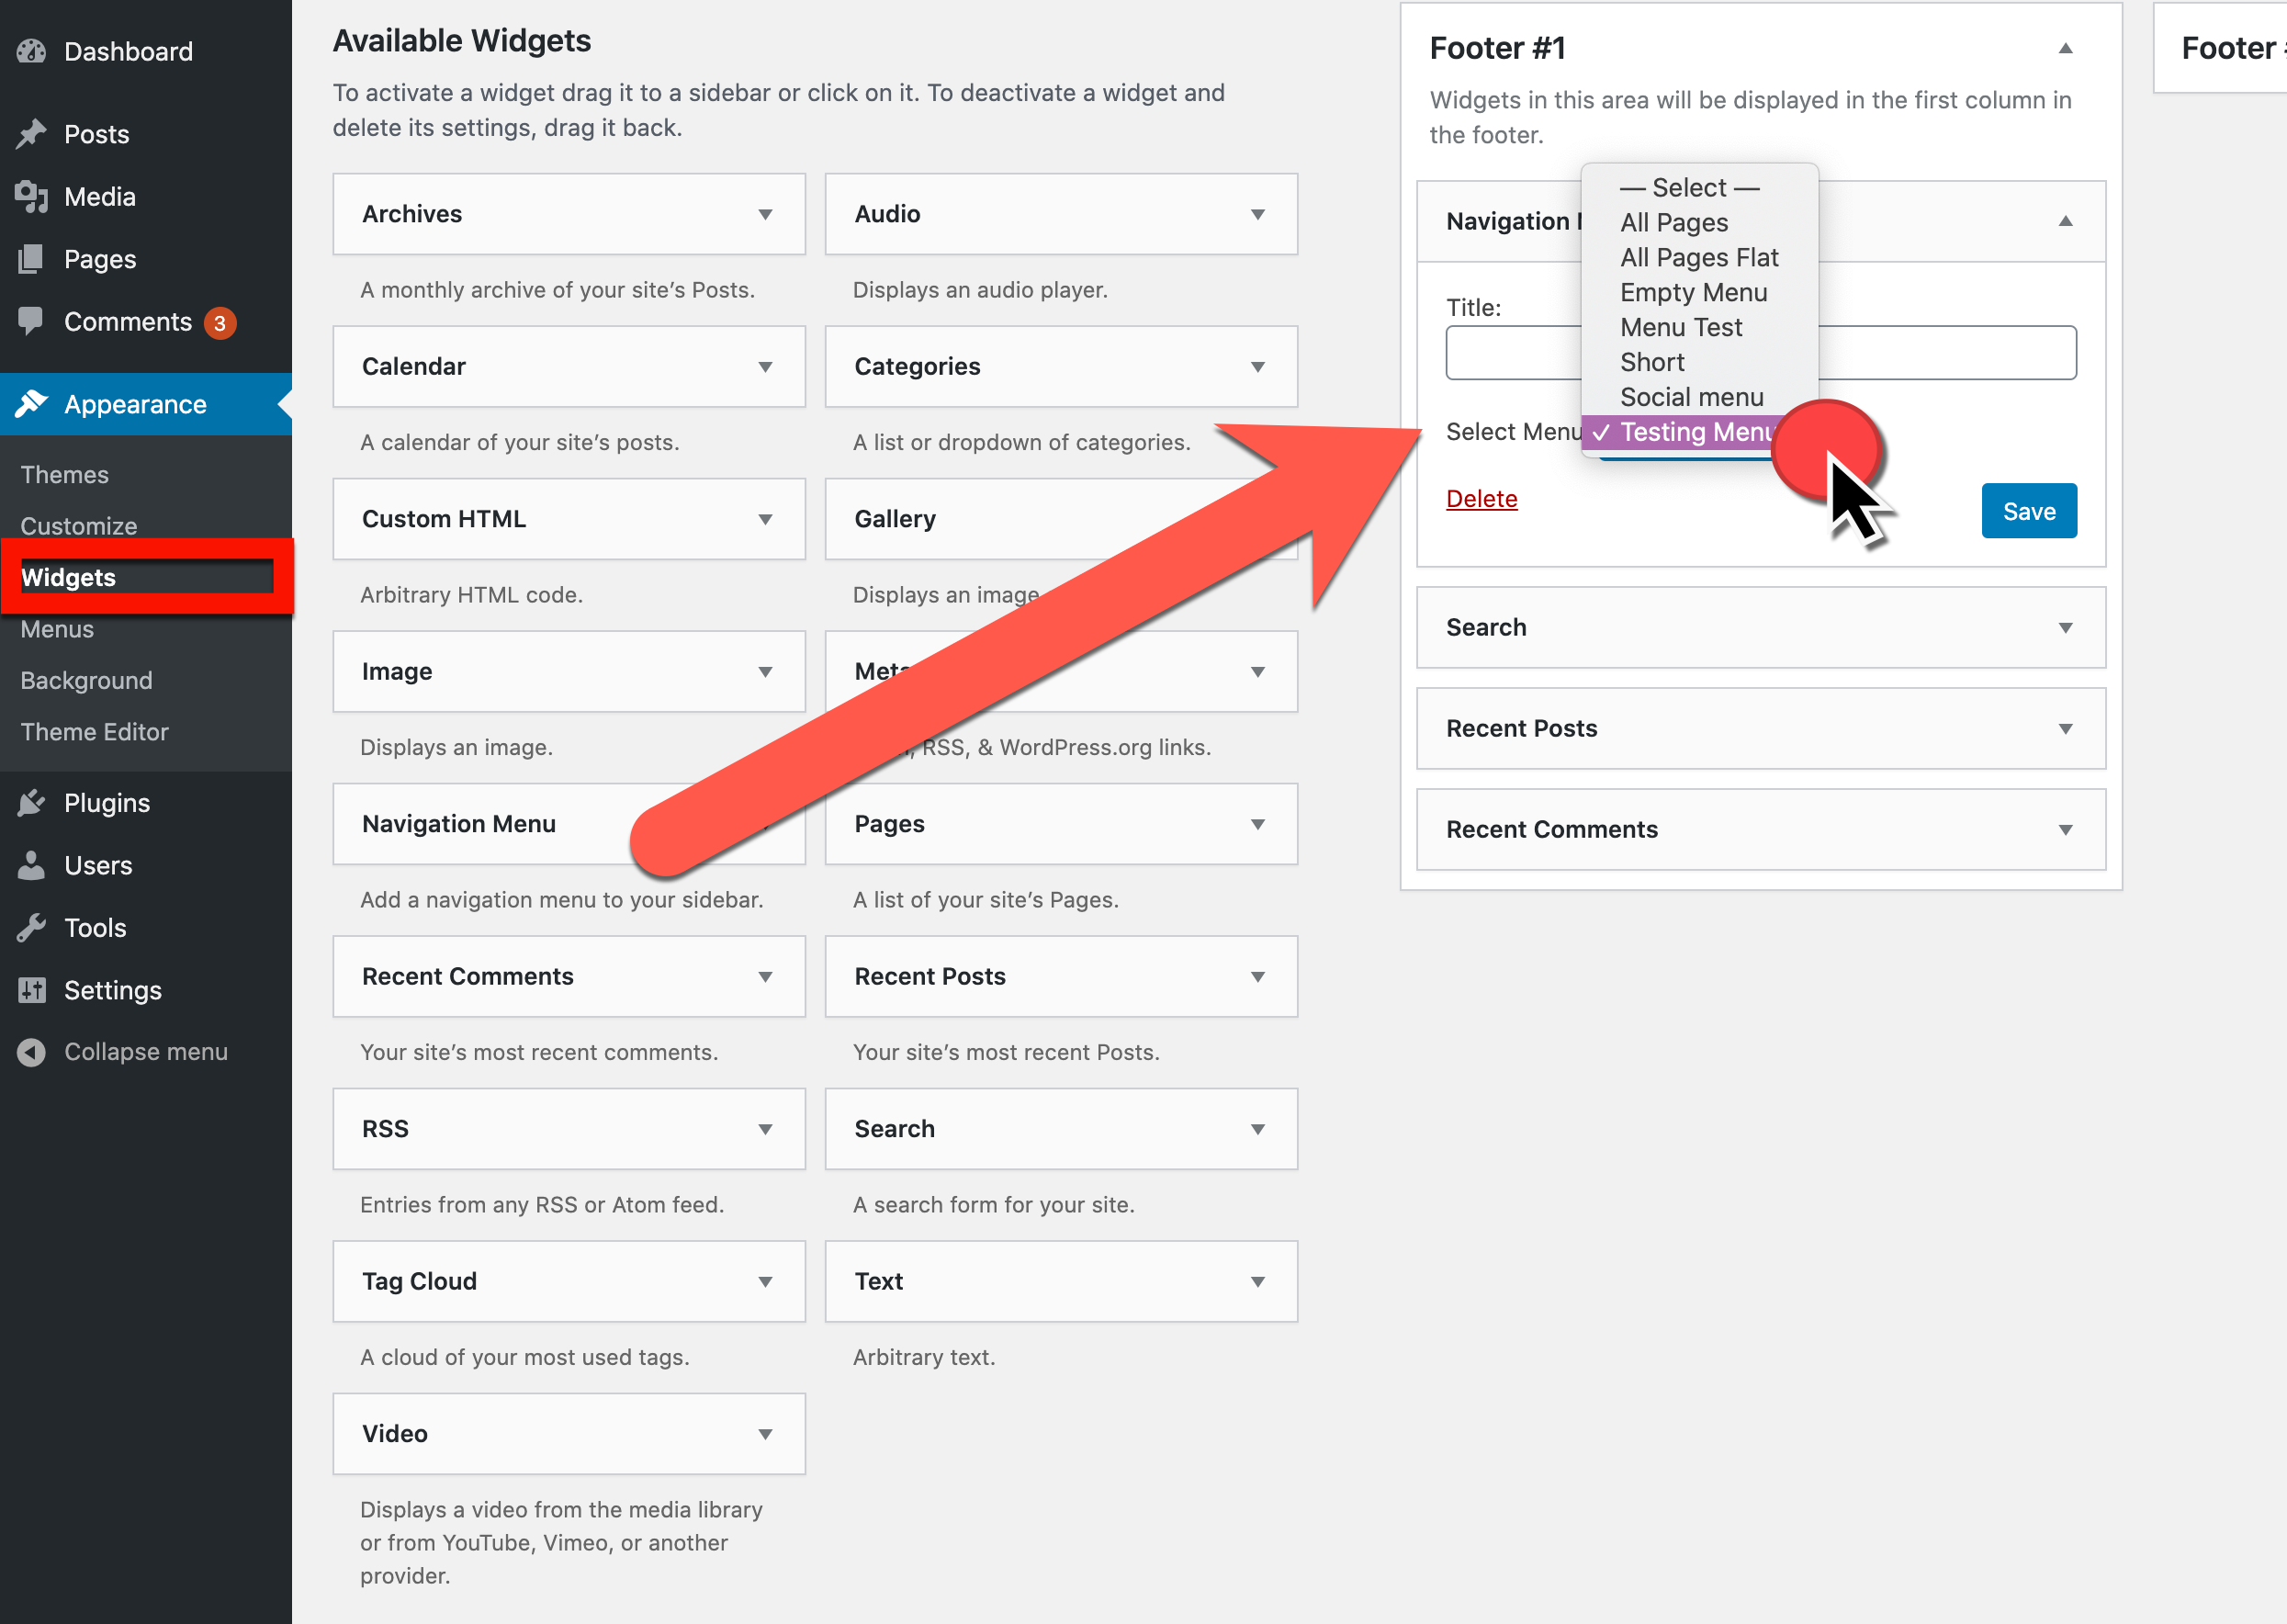 Dashboard
Posts
Media
Pages
Comments 3
Appearance
Themes
Customize
Widgets
Menus
Background
Theme Editor
Plugins
Users
Tools
Settings
Collapse menu
Available Widgets
To activate a widget drag it to a sidebar or click on it. To deactivate a widget and
delete its settings, drag it back.
Archives
A monthly archive of your site’s Posts.
Audio
Displays an audio player.
Calendar
A calendar of your site’s posts.
Categories
A list or dropdown of categories.
Custom HTML
Arbitrary HTML code.
Gallery
Displays an image
Image
Displays an image.
Meta
RSS, & WordPress.org links.
Navigation Menu
Add a navigation menu to your sidebar.
Pages
A list of your site’s Pages.
Recent Comments
Your site’s most recent comments.
Recent Posts
Your site’s most recent Posts.
RSS
Entries from any RSS or Atom feed.
Search
A search form for your site.
Tag Cloud
A cloud of your most used tags.
Text
Arbitrary text.
Video
Displays a video from the media library
or from YouTube, Vimeo, or another
provider.
Footer #1
Widgets in this area will be displayed in the first column in
the footer.
Navigation
Title:
— Select —
All Pages
All Pages Flat
Empty Menu
Menu Test
Short
Social menu
✓ Testing Menu
Select Menu
Delete
Save
Search
Recent Posts
Recent Comments
Footer